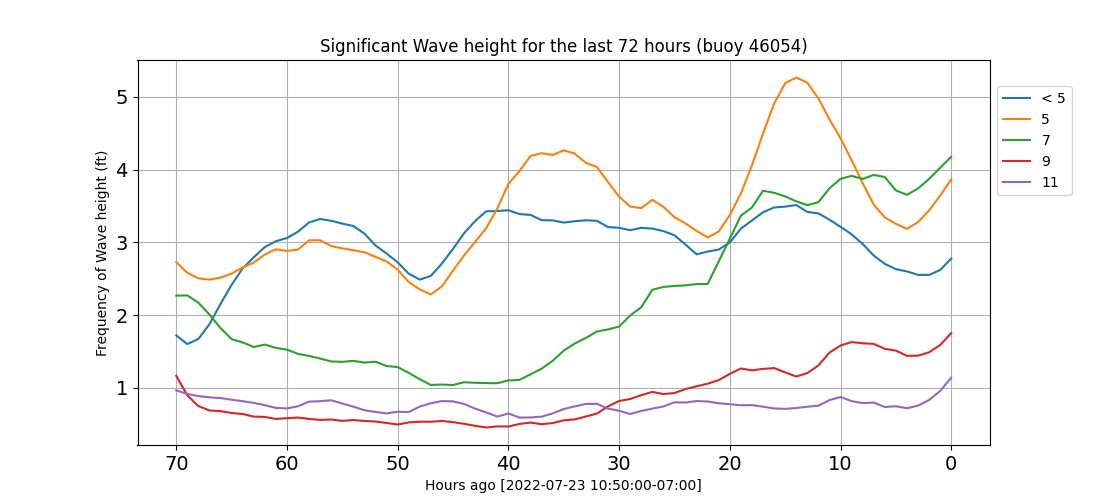 Significant Wave height for the last 72 hours (buoy 46054)
Frequency of Wave height (ft)
5
4
3
2
1
70 60 50 40 30 20 10 0
Hours ago [2022-07-23 10:50:00-07:00]
< 5
5
7
9
11